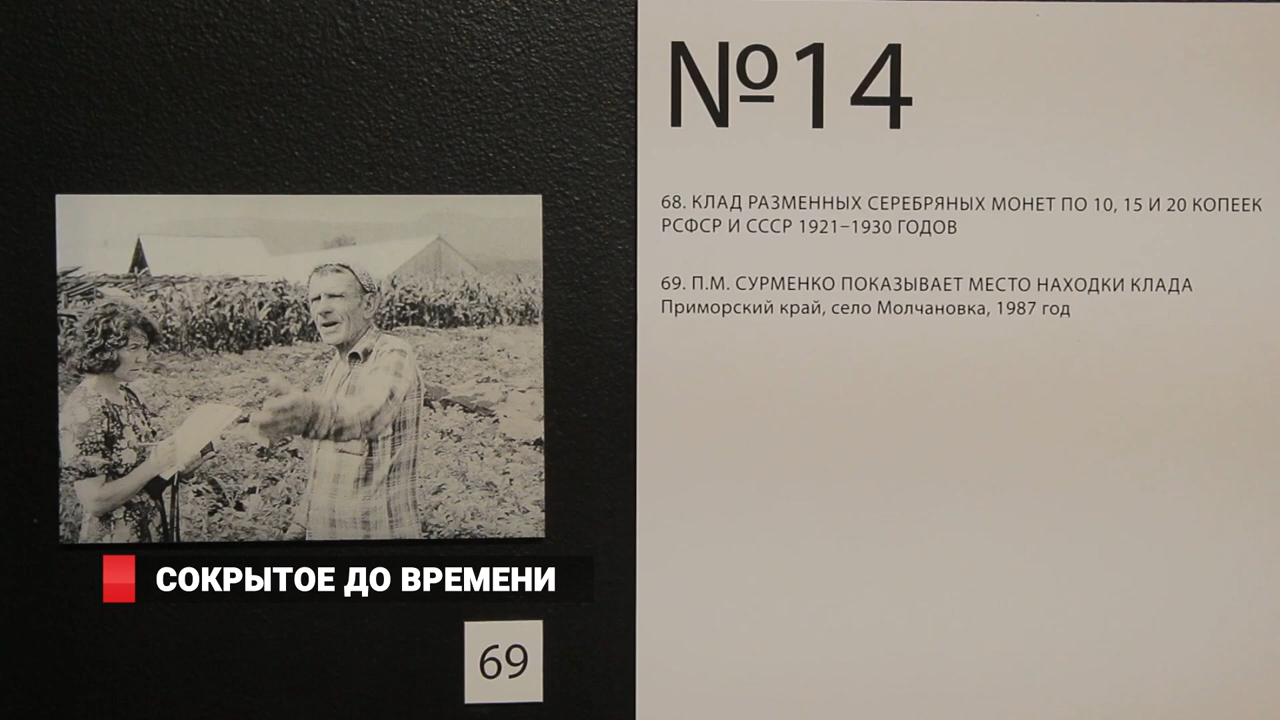 №14
68. КЛАД РАЗМЕННЫХ СЕРЕБРЯНЫХ МОНЕТ ПО 10, 15 И 20 КОПЕЕК
РСФСР И СССР 1921–1930 ГОДОВ
69. П.М. СУРМЕНКО ПОКАЗЫВАЕТ МЕСТО НАХОДКИ КЛАДА
Приморский край, село Молчановка, 1987 год
СОКРЫТОЕ ДО ВРЕМЕНИ
69